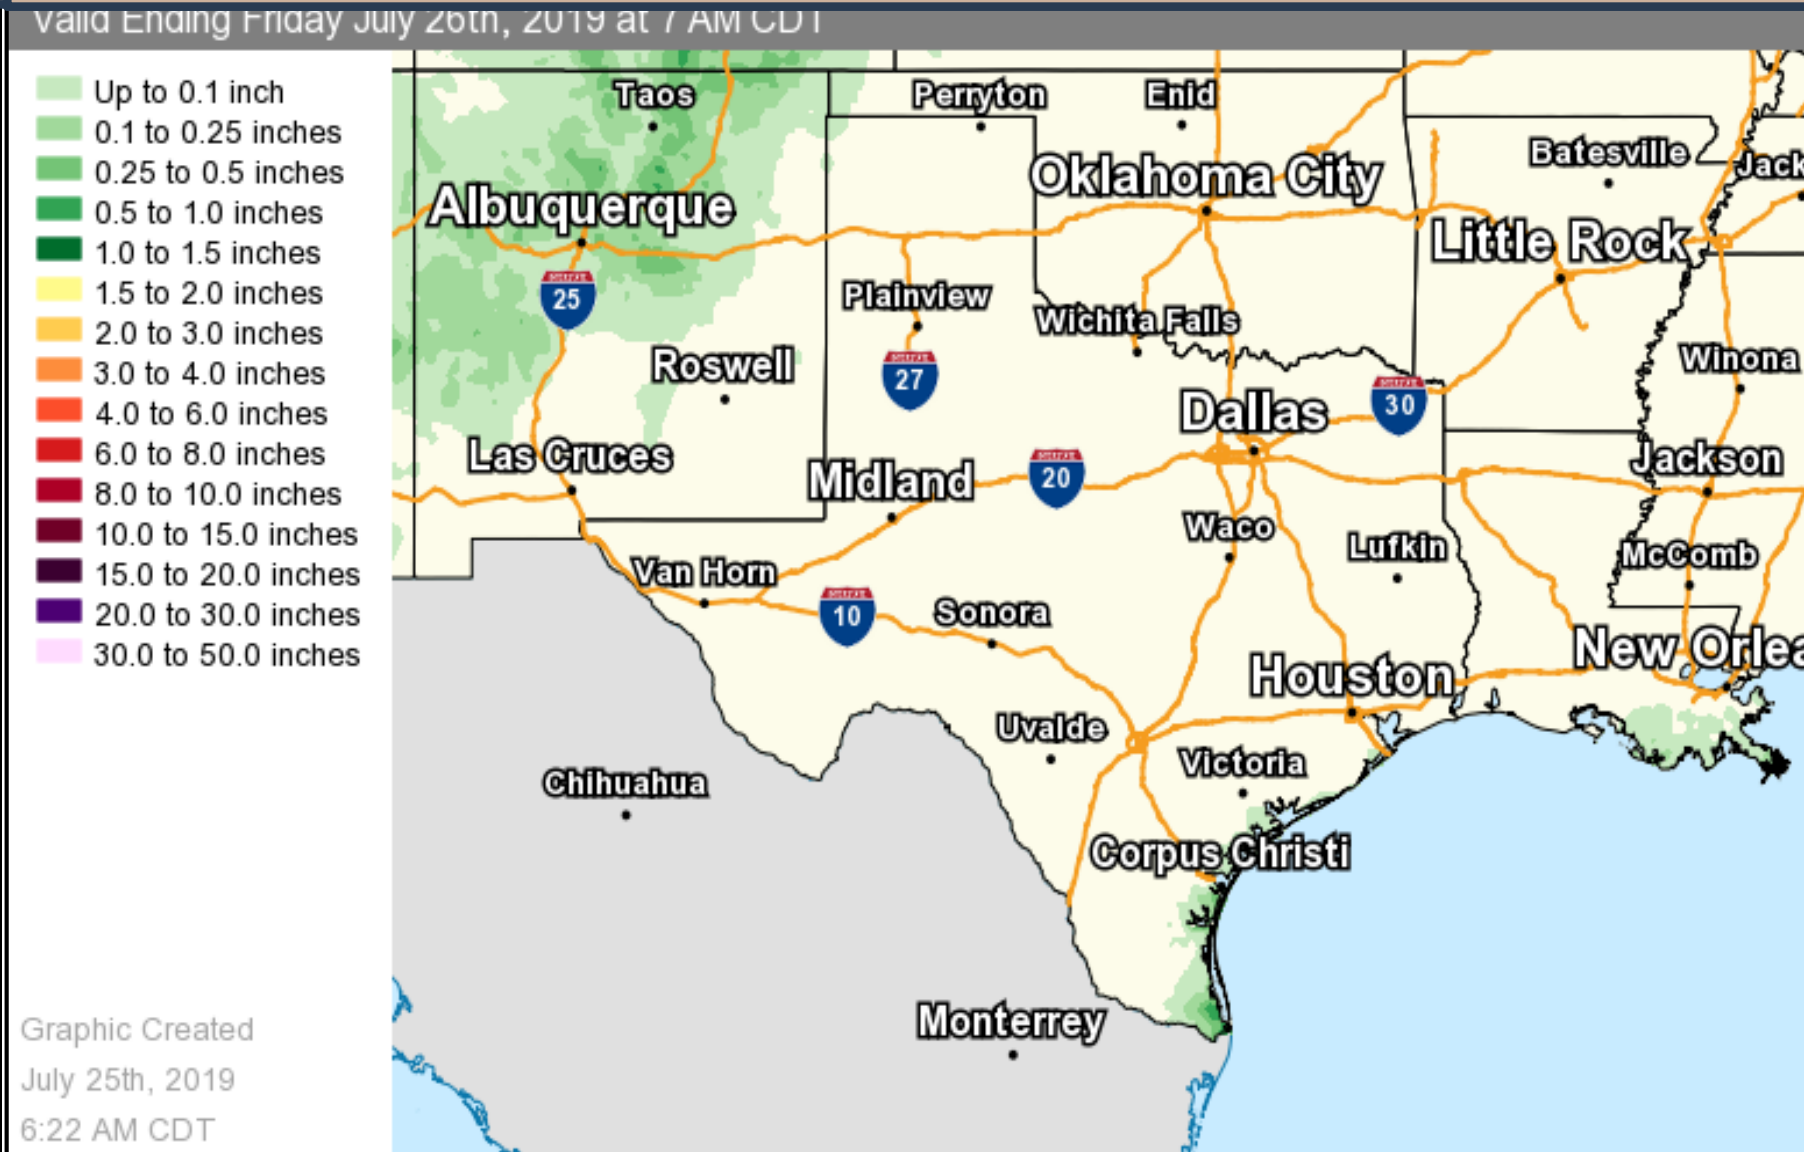 Valid Ending Friday July 26th, 2019 at 7 AM CDT
Up to 0.1 inch
0.1 to 0.25 inches
0.25 to 0.5 inches
0.5 to 1.0 inches
1.0 to 1.5 inches
1.5 to 2.0 inches
2.0 to 3.0 inches
3.0 to 4.0 inches
4.0 to 6.0 inches
6.0 to 8.0 inches
8.0 to 10.0 inches
10.0 to 15.0 inches
15.0 to 20.0 inches
20.0 to 30.0 inches
30.0 to 50.0 inches
Graphic Created
July 25th, 2019
6:22 AM CDT
Taos
Perryton
Enid
Batesville
Jack
Oklahoma City
Albuquerque
Little Rock
25
Plainview
Wichita Falls
Winona
Roswell
27
30
Dallas
Las Cruces
Midland
20
Jackson
Waco
Lufkin
McComb
Van Horn
10
Sonora
New Orlea
Houston
Uvalde
Victoria
Chihuahua
Corpus Christi
Monterrey